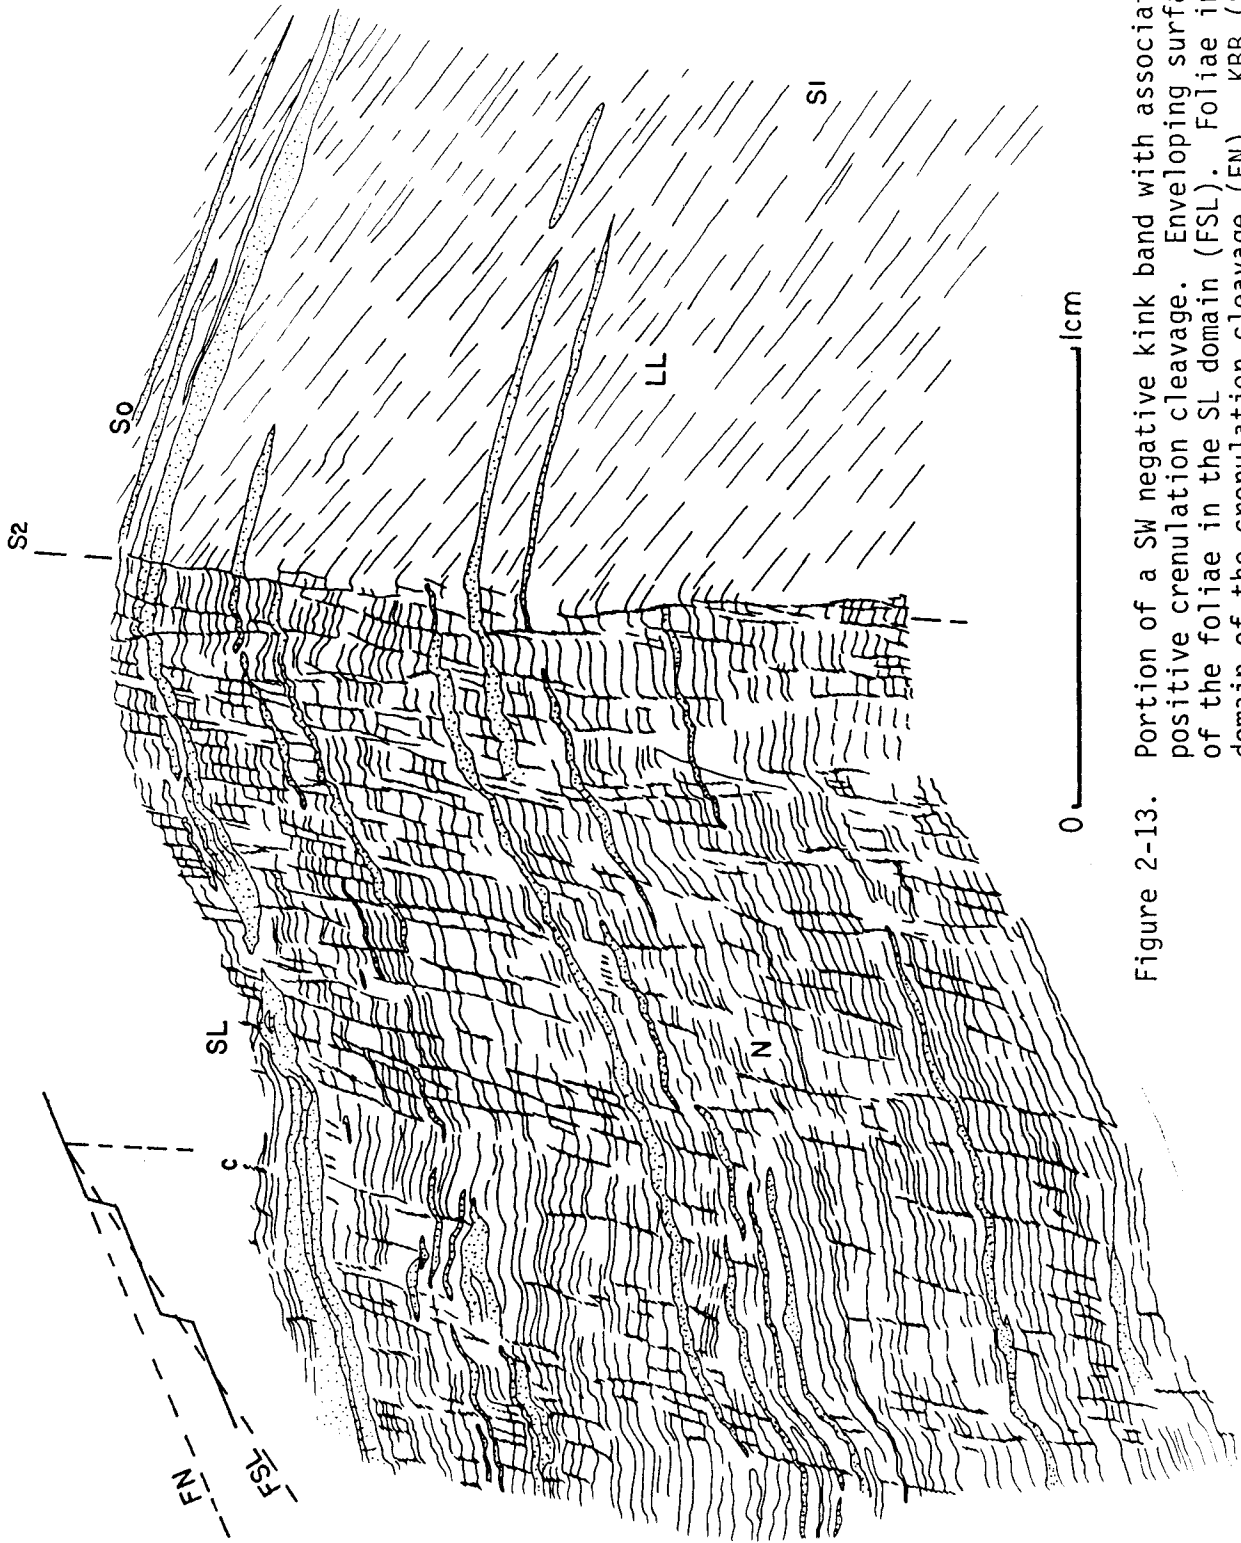 S2
So
SL
c
FN
FSL
LL
SI
N
0 1cm
Figure 2-13. Portion of a SW negative kink band with
positive crenulation cleavage. Enveloping
of the foliae in the SL domain (FSL). Foliae
domain of the crenulation cleavage (FN). KBB